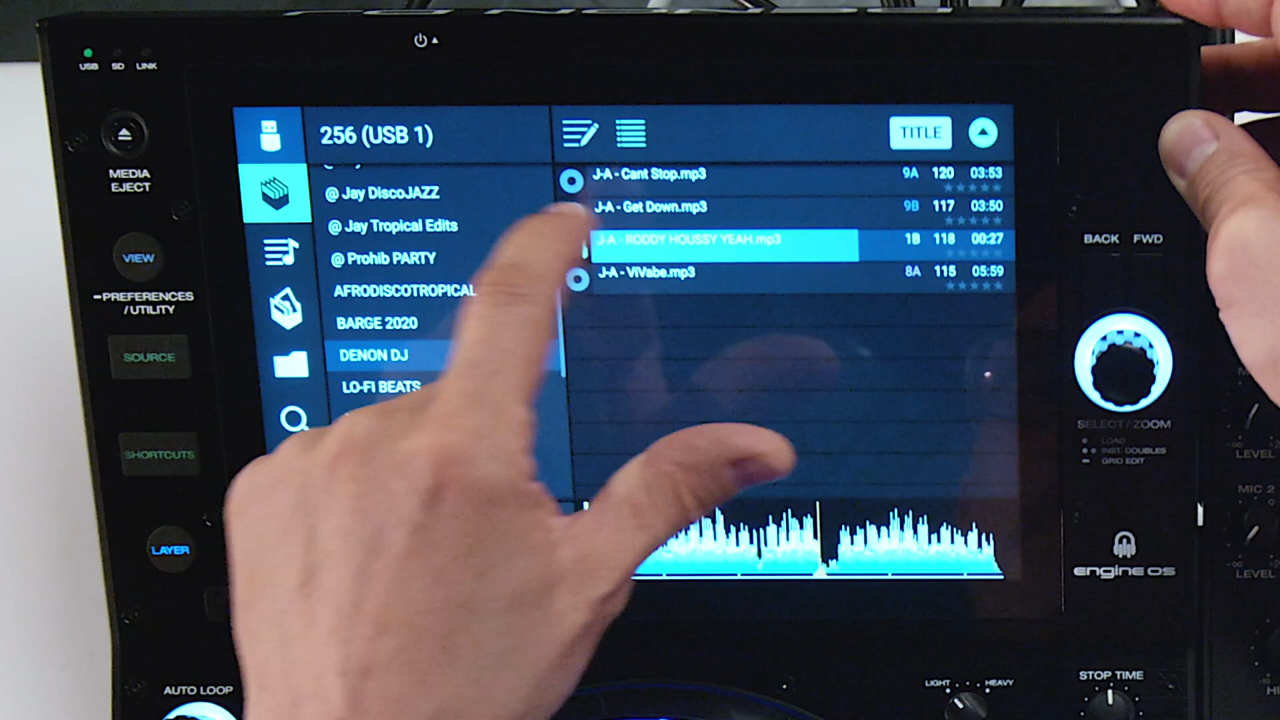 USB SD LINK
MEDIA
EJECT
VIEW
PREFERENCES
/UTILITY
SOURCE
SHORTCUTS
LAYER
AUTO LOOP
256 (USB 1)
@ Jay DiscoJAZZ
@ Jay Tropical Edits
@ Prohib PARTY
AFRODISCOTROPICAL
BARGE 2020
DENON DJ
LO-FI BEATS
TITLE
J-A - Cant Stop.mp3 9A 120 03:53
J-A - Get Down.mp3 9B 117 03:50
J-A - RODDY HOUSSY YEAH.mp3 1B 118 00:27
J-A - ViVabe.mp3 8A 115 05:59
BACK FWD
SELECT / ZOOM
LOAD
INST. DOUBLES
GRID EDIT
engine os
LIGHT HEAVY
STOP TIME
LEVEL
MIC 2
LEVEL